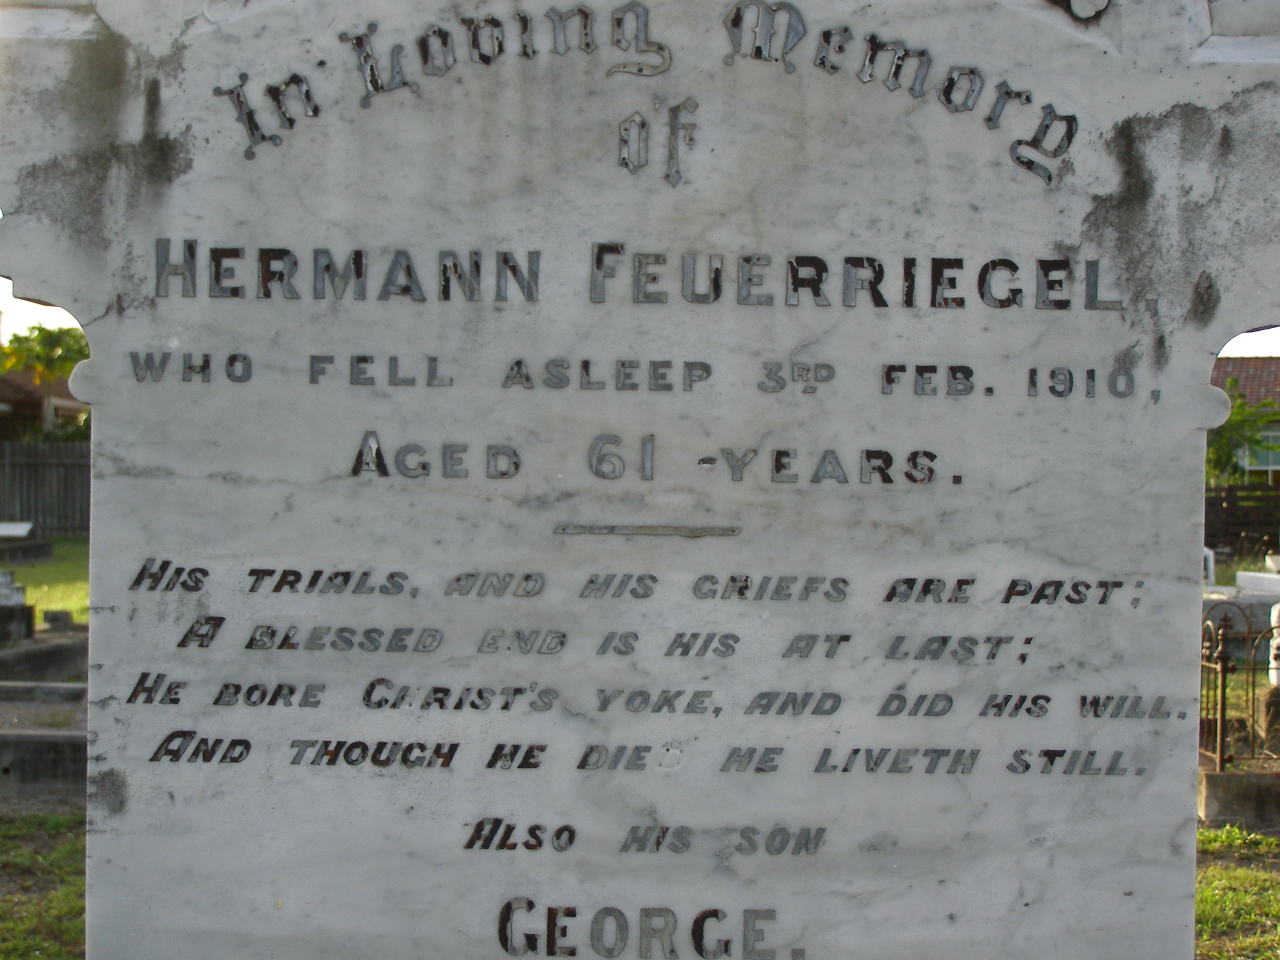 In Loving Memory
of
HERMANN FEUERRIEGEL,
WHO FELL ASLEEP 3RD FEB. 1910,
AGED 61 YEARS.
HIS TRIALS, AND HIS GRIEFS ARE PAST;
A BLESSED END IS HIS AT LAST;
HE BORE CHRIST'S YOKE, AND DID HIS WILL.
AND THOUGH HE DIED HE LIVETH STILL.
ALSO HIS SON
GEORGE.